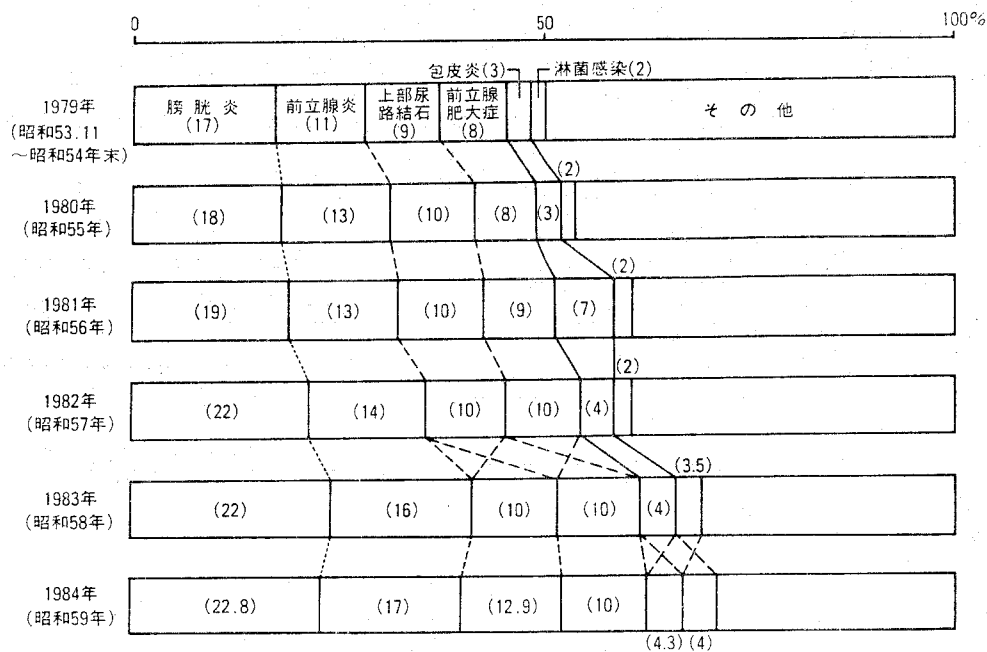 0 50 100%
包皮炎(3) 淋菌感染(2)
1979年
(昭和53.11
～昭和54年末)
膀胱炎
(17)
前立腺炎
(11)
上部尿
路結石
(9)
前立腺
肥大症
(8)
その他
(2)
1980年
(昭和55年)
(18) (13) (10) (8) (3)
(2)
1981年
(昭和56年)
(19) (13) (10) (9) (7)
(2)
1982年
(昭和57年)
(22) (14) (10) (10) (4)
(3.5)
1983年
(昭和58年)
(22) (16) (10) (10) (4)
1984年
(昭和59年)
(22.8) (17) (12.9) (10)
(4.3) (4)